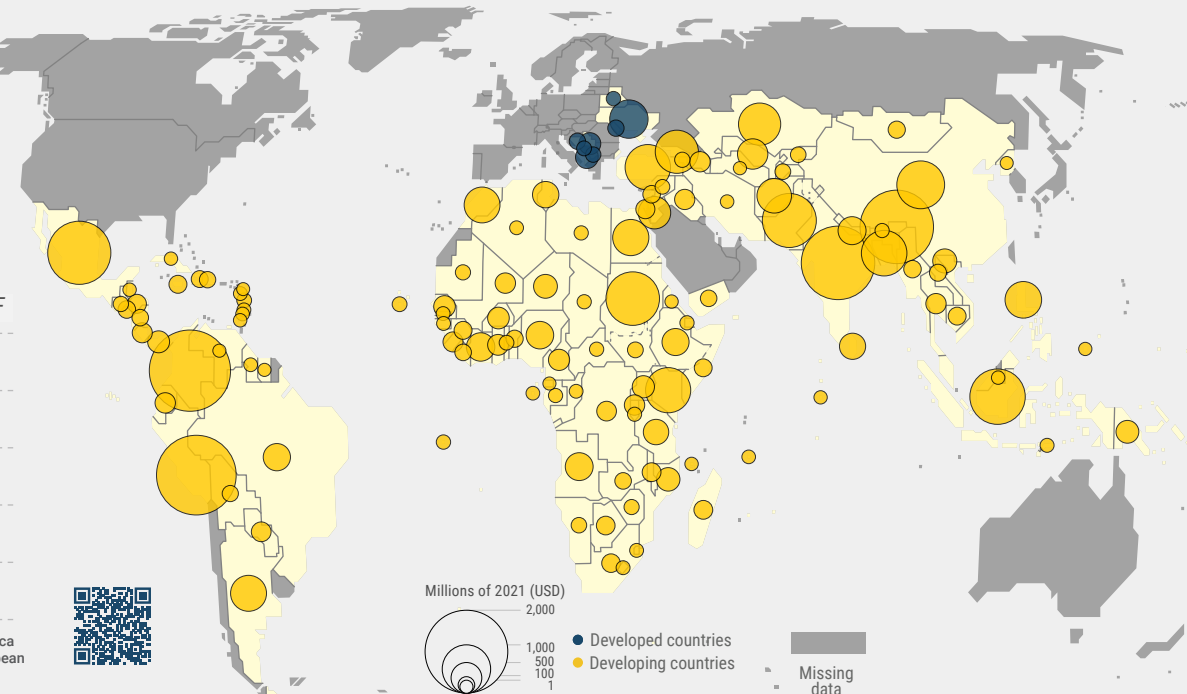 F
ca
ean
Millions of 2021 (USD)
2,000
1,000
500
100
1
Developed countries
Developing countries
Missing
data